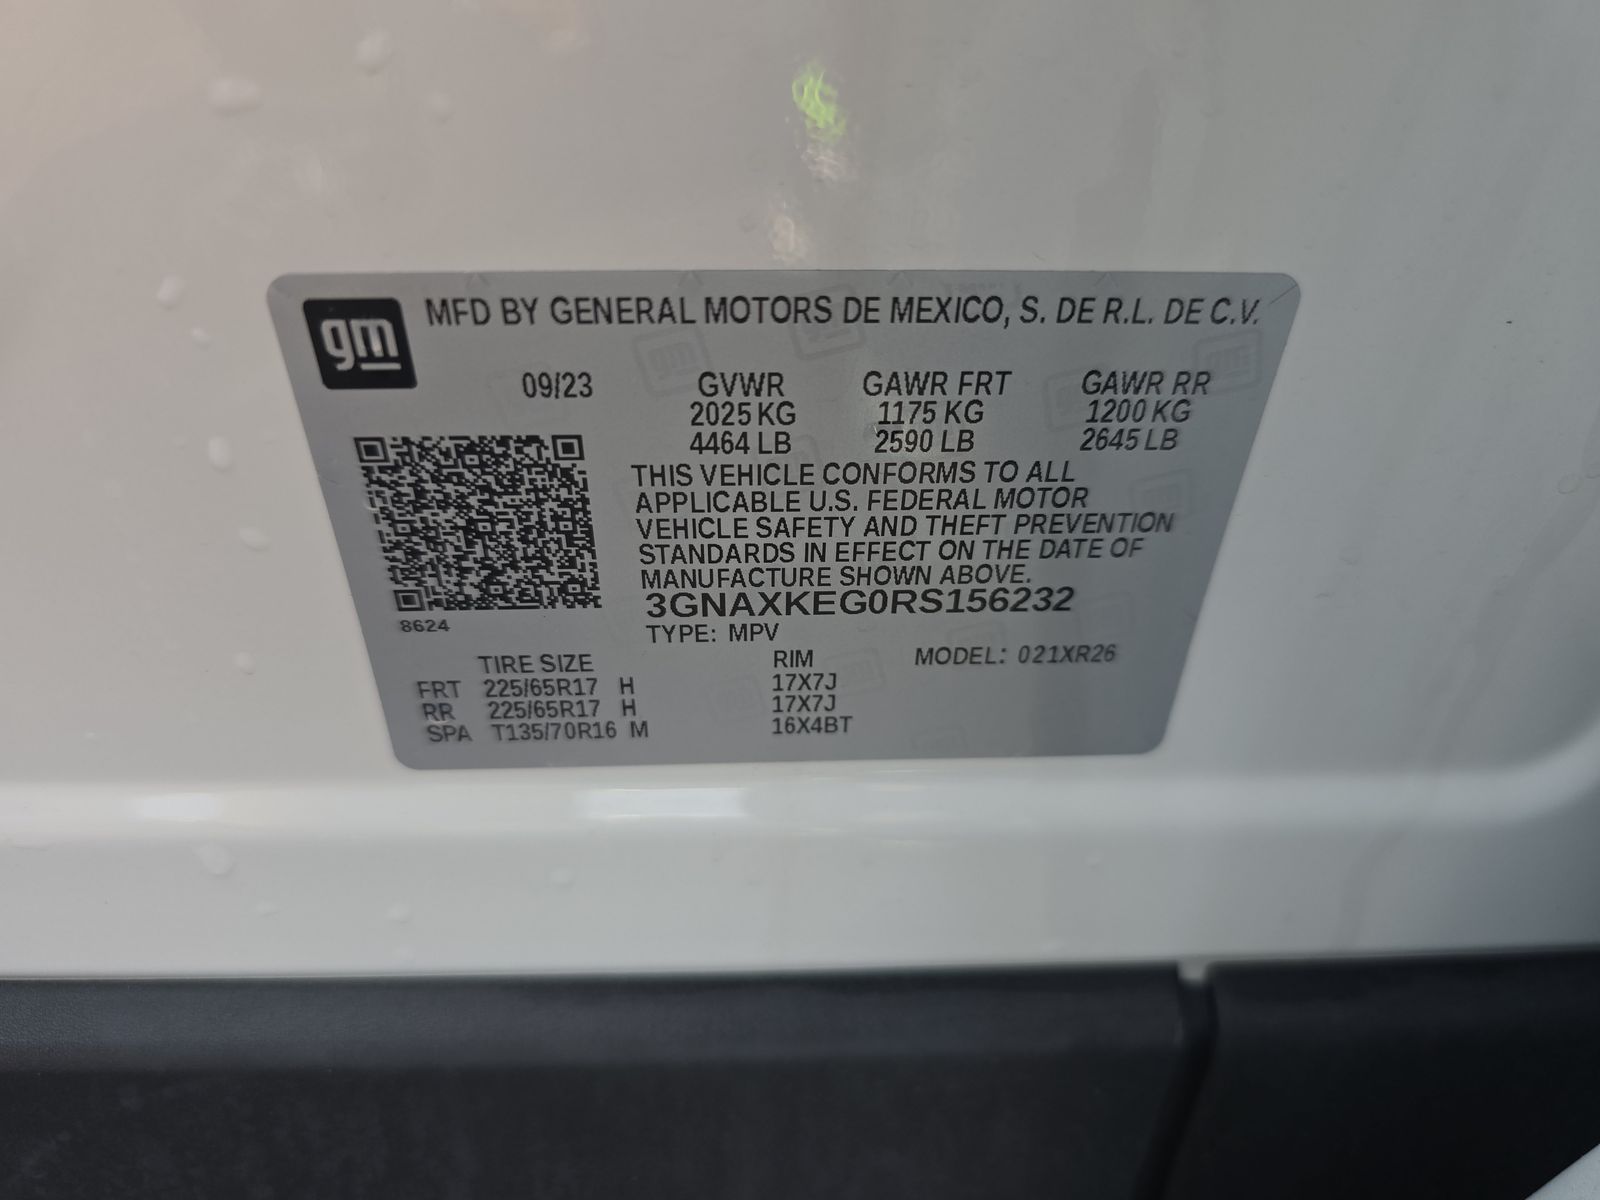 gm MFD BY GENERAL MOTORS DE MEXICO, S. DE R.L. DE C.V.
09/23 GVWR GAWR FRT GAWR RR
2025 KG 1175 KG 1200 KG
4464 LB 2590 LB 2645 LB
THIS VEHICLE CONFORMS TO ALL
APPLICABLE U.S. FEDERAL MOTOR
VEHICLE SAFETY AND THEFT PREVENTION
STANDARDS IN EFFECT ON THE DATE OF
MANUFACTURE SHOWN ABOVE.
3GNAXKEG0RS156232
8624
TYPE: MPV
TIRE SIZE RIM MODEL: 021XR26
FRT 225/65R17 H 17X7J
RR 225/65R17 H 17X7J
SPA T135/70R16 M 16X4BT